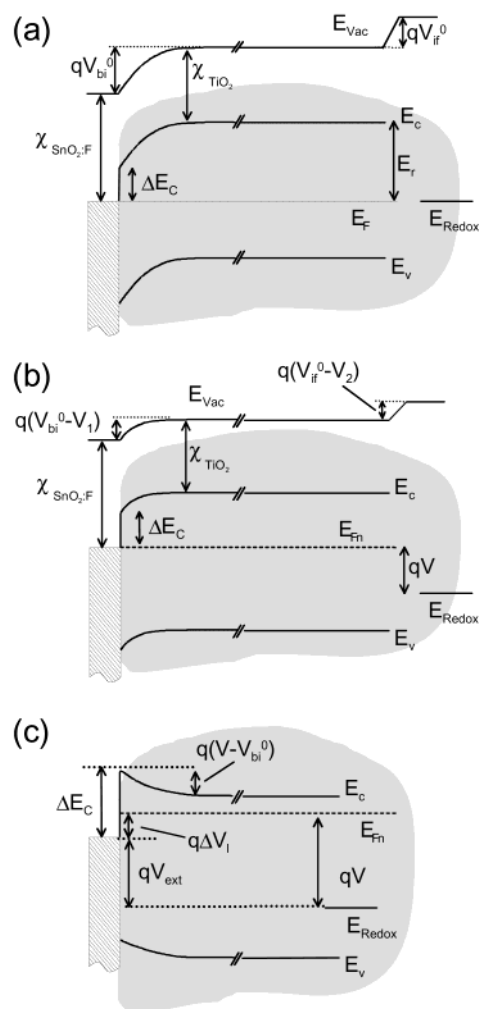 (a)
E_Vac
qV_if^0
qV_bi^0
χ_TiO₂
χ_SnO₂:F
E_c
ΔE_C
E_r
E_F
E_Redox
E_v
(b)
q(V_if^0-V_2)
E_Vac
q(V_bi^0-V_1)
χ_TiO₂
χ_SnO₂:F
E_c
ΔE_C
E_Fn
qV
E_Redox
E_v
(c)
q(V-V_bi^0)
E_c
ΔE_C
E_Fn
qΔV_I
qV_ext
qV
E_Redox
E_v